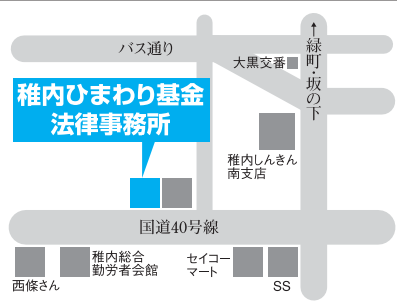 バス通り
↑緑町・坂の下
大黒交番
稚内ひまわり基金
法律事務所
稚内しんきん
南支店
国道40号線
西條さん
稚内総合
勤労者会館
セイコー
マート
SS